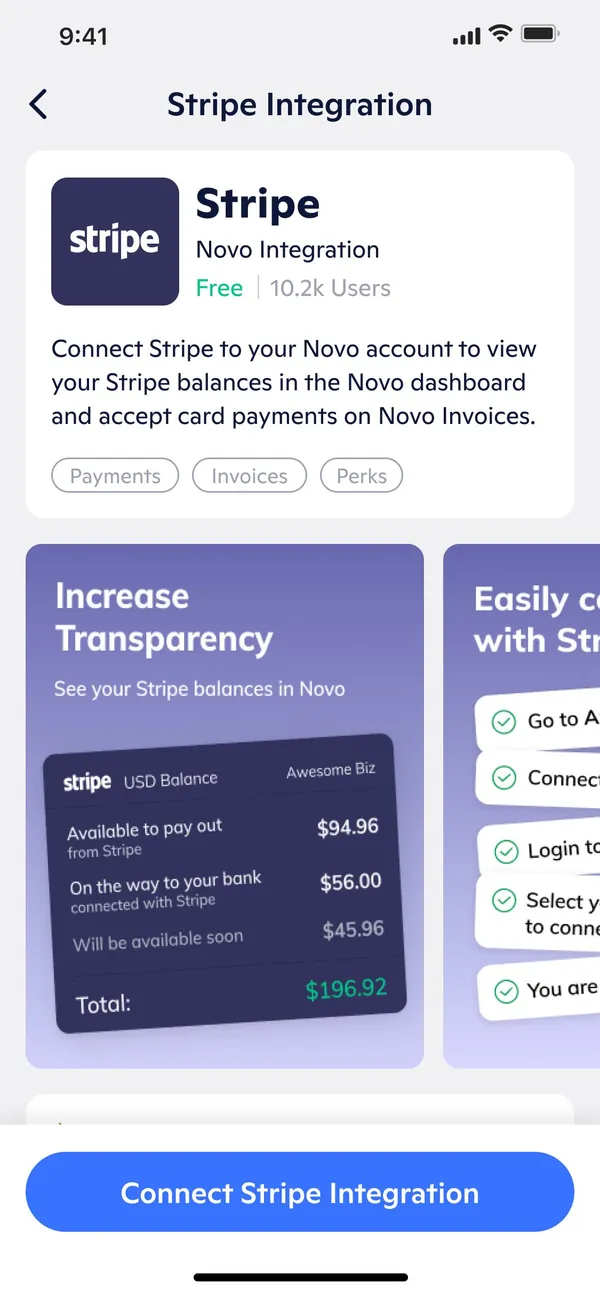 9:41
Stripe Integration
stripe
Stripe
Novo Integration
Free | 10.2k Users
Connect Stripe to your Novo account to view
your Stripe balances in the Novo dashboard
and accept card payments on Novo Invoices.
Payments Invoices Perks
Increase
Transparency
See your Stripe balances in Novo
stripe USD Balance Awesome Biz
Available to pay out $94.96
from Stripe
On the way to your bank $56.00
connected with Stripe
Will be available soon $45.96
Total: $196.92
Easily
with
Go to
Connect
Login to
Select
to
You are
Connect Stripe Integration